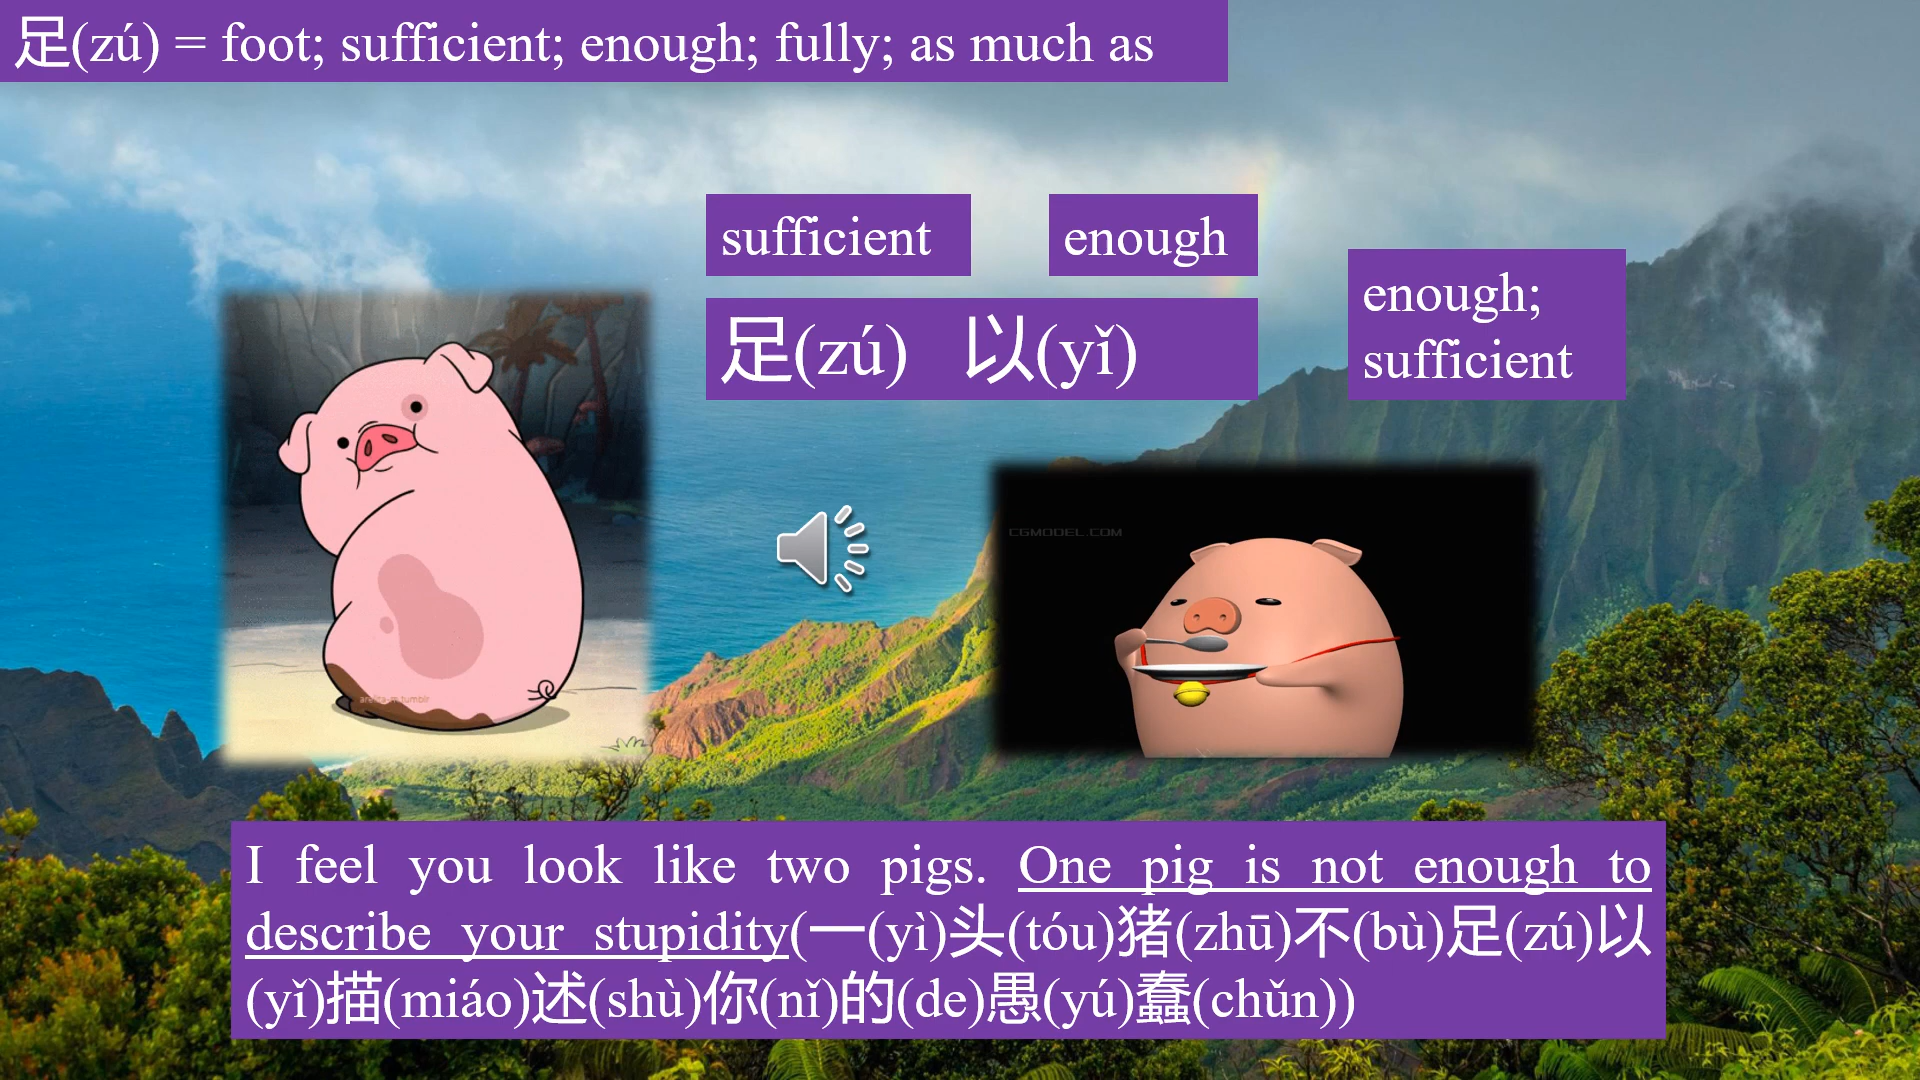 足(zú) = foot; sufficient; enough; fully; as much as
sufficient
enough
足(zú) 以(yǐ)
enough;
sufficient
CGMODEL.COM
I feel you look like two pigs. One pig is not enough to
describe your stupidity(一(yì)头(tóu)猪(zhū)不(bù)足(zú)以
(yǐ)描(miáo)述(shù)你(nǐ)的(de)愚(yú)蠢(chǔn))